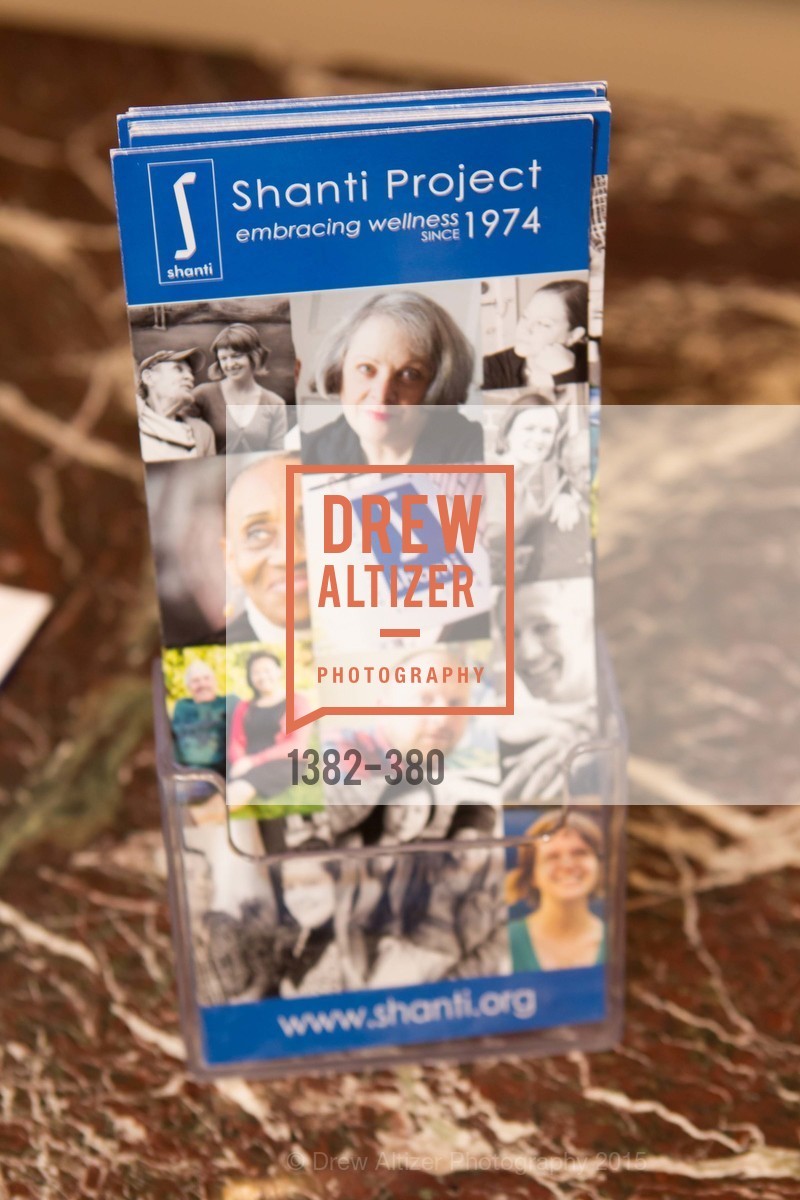 Shanti Project
embracing wellness
SINCE 1974
shanti
DREW
ALTIZER
PHOTOGRAPHY
1382-380
www.shanti.org
© Drew Altizer Photography 2015